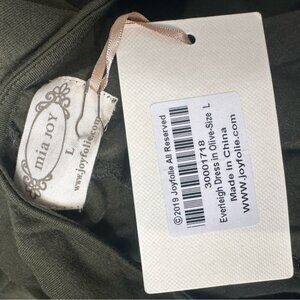 mia JOY
L
www.joyfolie.com
©2019 Joyfolie All Reserved
30001718
Everleigh Dress in Olive-Size L
Made in China
www.joyfolie.com